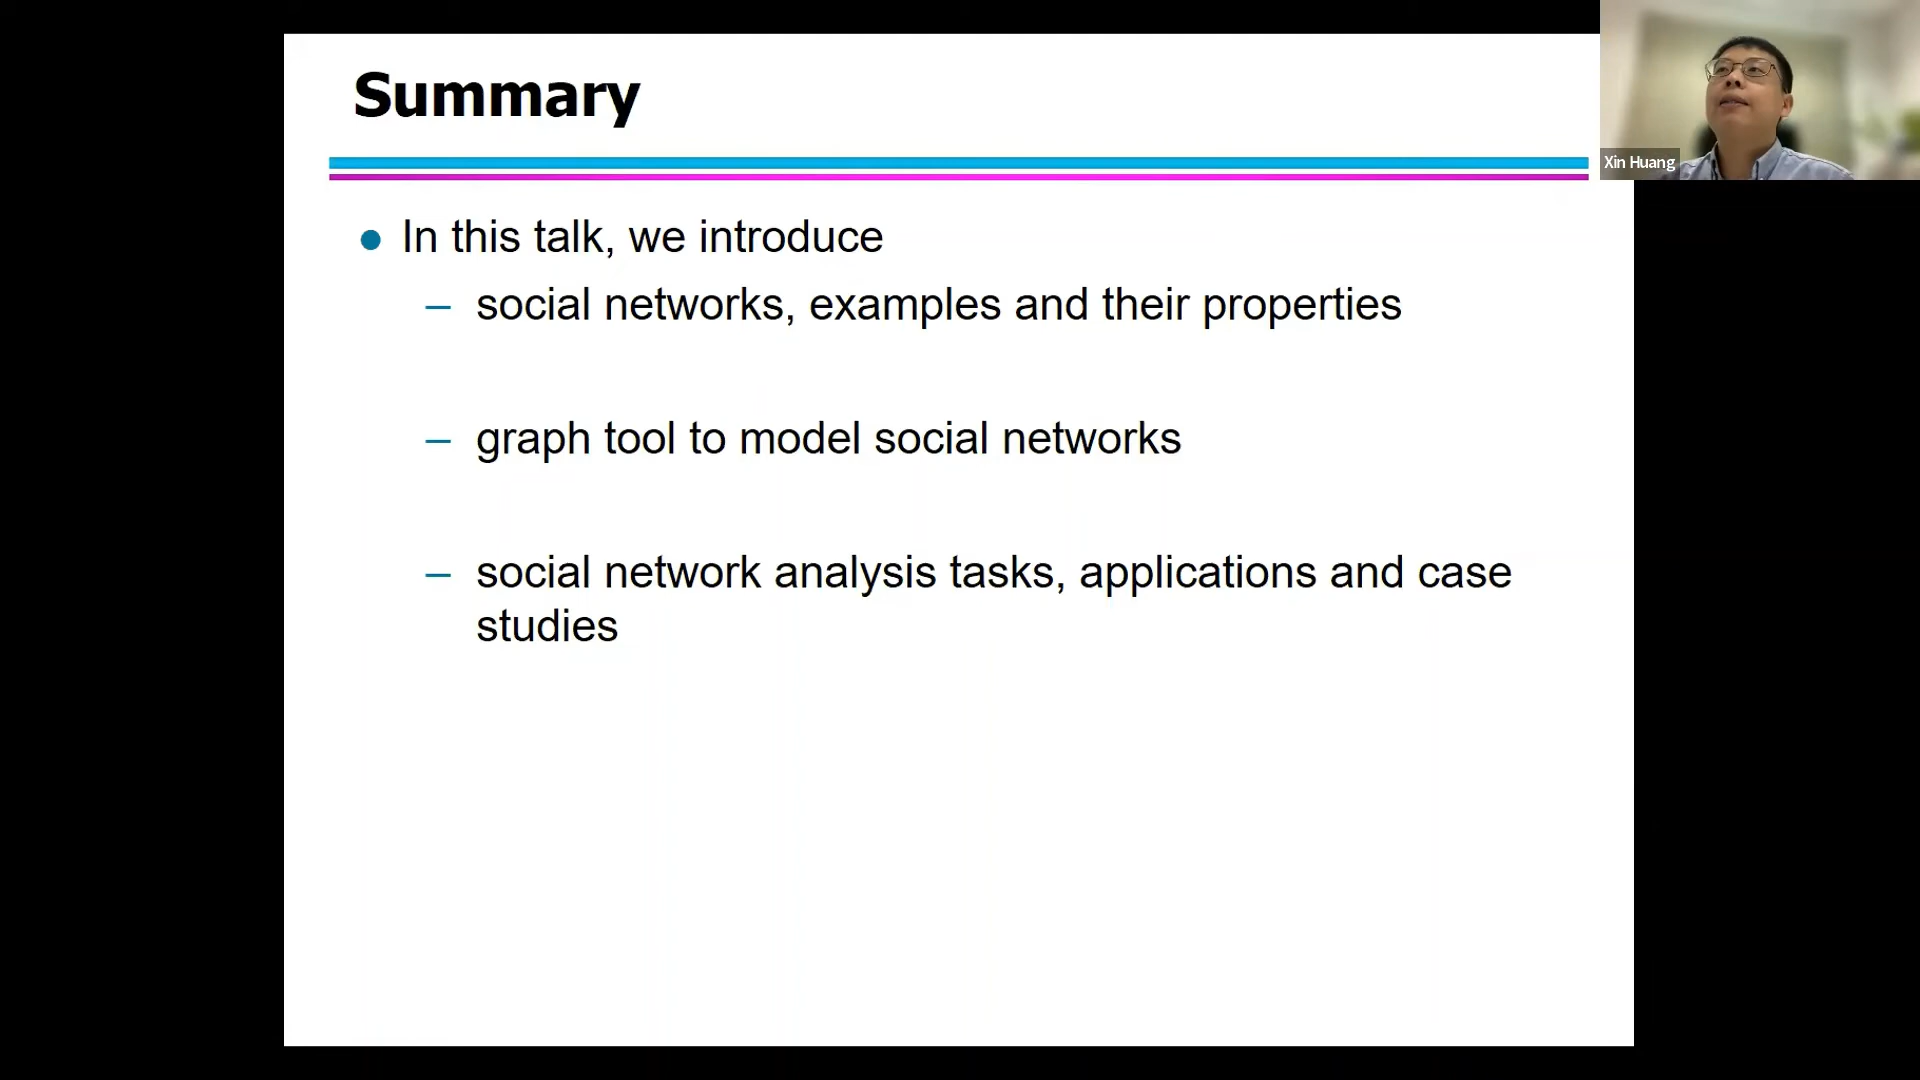 Summary
Xin Huang
● In this talk, we introduce
– social networks, examples and their properties
– graph tool to model social networks
– social network analysis tasks, applications and case
studies